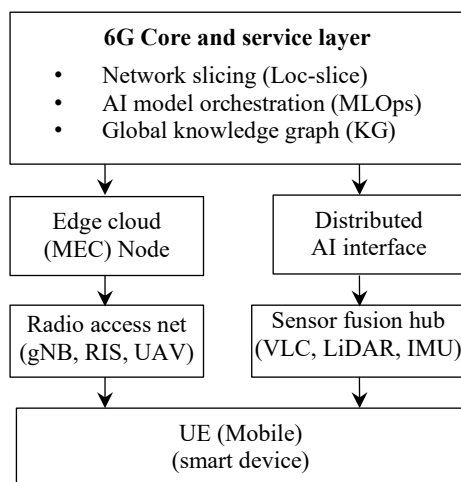 6G Core and service layer
• Network slicing (Loc-slice)
• AI model orchestration (MLOps)
• Global knowledge graph (KG)
Edge cloud
(MEC) Node
Distributed
AI interface
Radio access net
(gNB, RIS, UAV)
Sensor fusion hub
(VLC, LiDAR, IMU)
UE (Mobile)
(smart device)